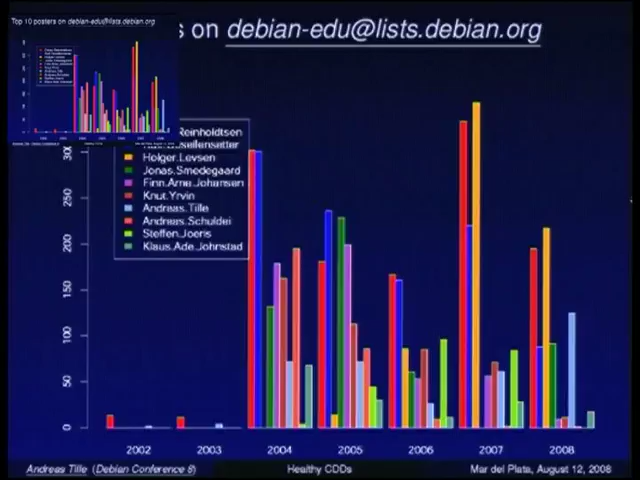 Top 10 posters on debian-edu@lists.debian.org
s on debian-edu@lists.debian.org
Reinholdtsen
Holger.Levsen
Jonas.Smedegaard
Finn.Arne.Johansen
Knut.Yrvin
Andreas.Tille
Andreas.Schuldei
Steffen.Joeris
Klaus.Ade.Johnstad
300
250
200
150
100
50
0
2002 2003 2004 2005 2006 2007 2008
Andreas Tille (Debian Conference 8) Healthy CDDs Mar del Plata, August 12, 2008